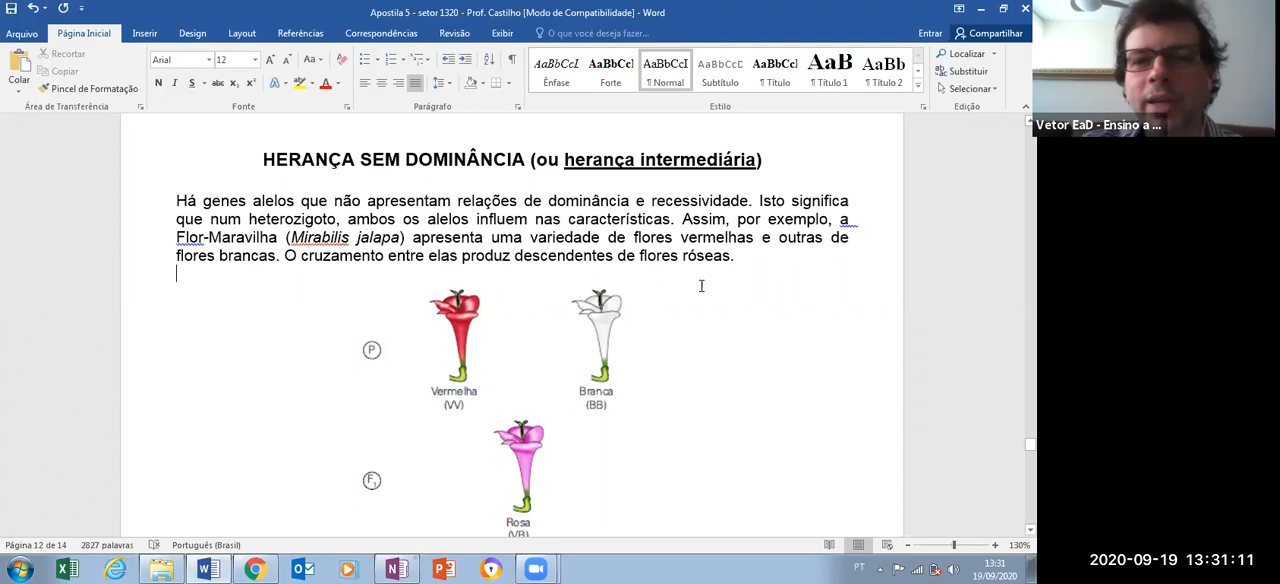 Apostila 5 - setor 1320 - Prof. Castilho [Modo de Compatibilidade] - Word
Arquivo Página Inicial Inserir Design Layout Referências Correspondências Revisão Exibir O que você deseja fazer... Entrar Compartilhar
Colar
Recortar
Copiar
Pincel de Formatação
Área de Transferência
Arial 12
N I S abc x₂ x² A A
Fonte
Parágrafo
AaBbCcI AaBbCc AaBbCcI AaBbCcD AaBbCc AaB AaBb
Ênfase Forte ¶ Normal Subtítulo ¶ Título ¶ Título 1 ¶ Título 2
Estilo
Localizar
Substituir
Selecionar
Edição
Vetor EaD - Ensino a ...
HERANÇA SEM DOMINÂNCIA (ou herança intermediária)
Há genes alelos que não apresentam relações de dominância e recessividade. Isto significa
que num heterozigoto, ambos os alelos influem nas características. Assim, por exemplo, a
Flor-Maravilha (Mirabilis jalapa) apresenta uma variedade de flores vermelhas e outras de
flores brancas. O cruzamento entre elas produz descendentes de flores róseas.
P
Vermelha Branca
(VV) (BB)
F1
Rosa
(VB)
Página 12 de 14 2827 palavras Português (Brasil) 130%
PT 13:31
19/09/2020
2020-09-19 13:31:11